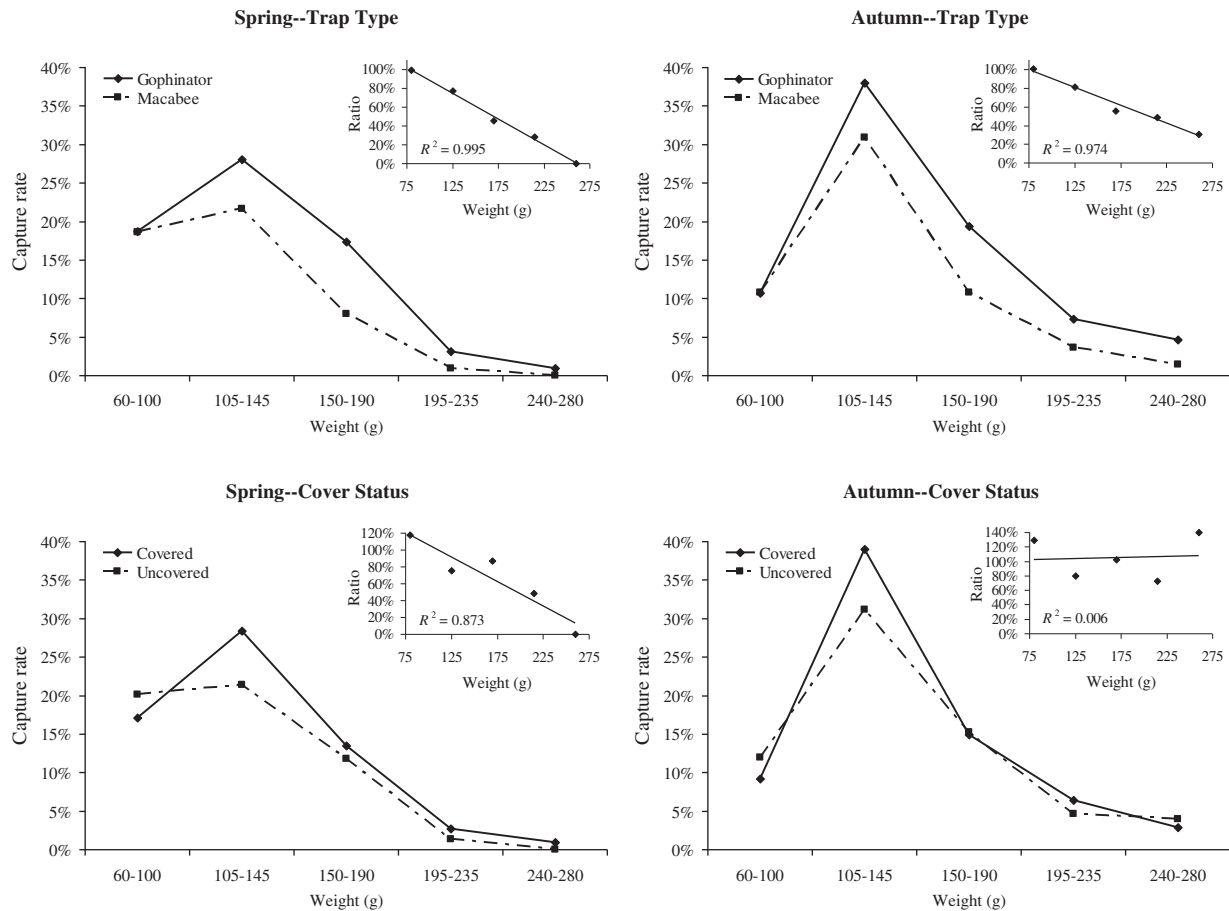 Spring--Trap Type
40%
35%
30%
25%
20%
15%
10%
5%
0%
Capture rate
Gophinator
Macabee
100%
80%
60%
40%
20%
0%
Ratio
R² = 0.995
75 125 175 225 275
Weight (g)
60-100 105-145 150-190 195-235 240-280
Weight (g)
Autumn--Trap Type
40%
35%
30%
25%
20%
15%
10%
5%
0%
Capture rate
Gophinator
Macabee
100%
80%
60%
40%
20%
0%
Ratio
R² = 0.974
75 125 175 225 275
Weight (g)
60-100 105-145 150-190 195-235 240-280
Weight (g)
Spring--Cover Status
40%
35%
30%
25%
20%
15%
10%
5%
0%
Capture rate
Covered
Uncovered
120%
100%
80%
60%
40%
20%
0%
Ratio
R² = 0.873
75 125 175 225 275
Weight (g)
60-100 105-145 150-190 195-235 240-280
Weight (g)
Autumn--Cover Status
40%
35%
30%
25%
20%
15%
10%
5%
0%
Capture rate
Covered
Uncovered
140%
120%
100%
80%
60%
40%
20%
0%
Ratio
R² = 0.006
75 125 175 225 275
Weight (g)
60-100 105-145 150-190 195-235 240-280
Weight (g)